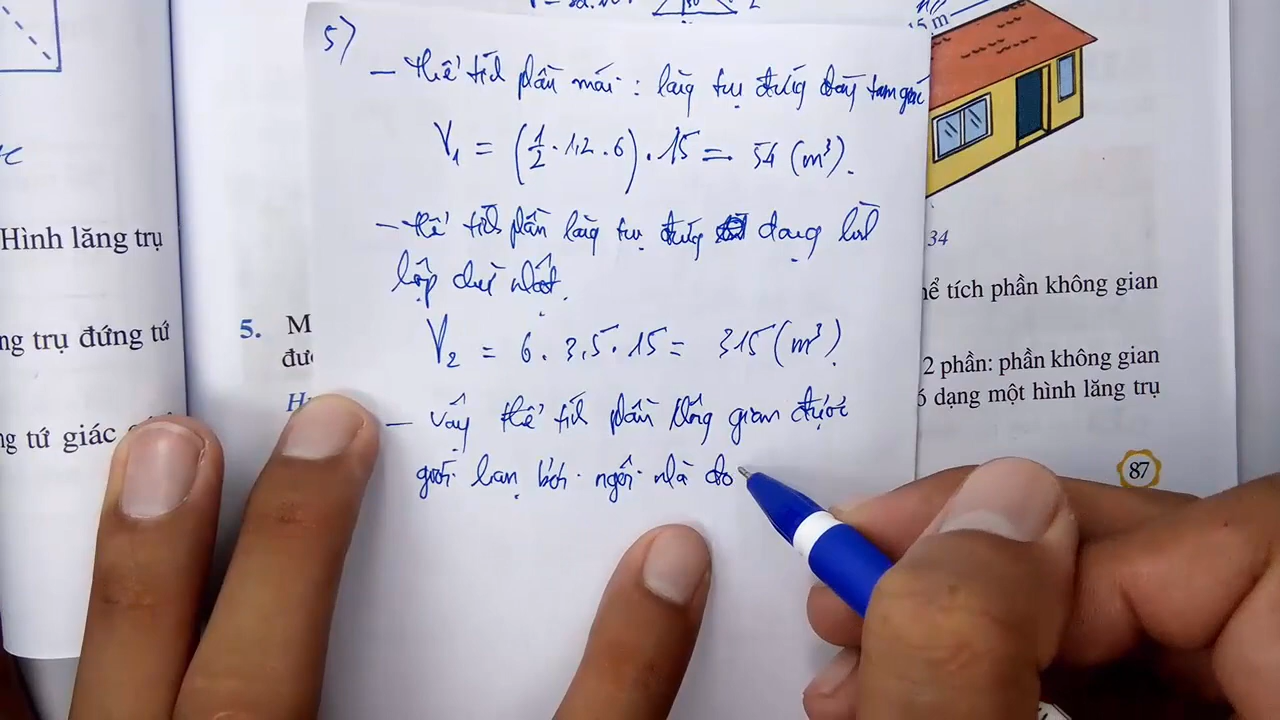 15 m
5)
– thể tích phần mái: lăng trụ đứng đáy tam giác
V₁ = (1/2 · 1,2 · 6) · 15 = 54 (m³).
– thể tích phần lăng trụ đứng dạng hình
hộp chữ nhật.
V₂ = 6 · 3,5 · 15 = 315 (m³)
– Vậy thể tích phần không gian được
giới hạn bởi ngôi nhà đo
Hình lăng trụ
ng trụ đứng tứ
ng tứ giác
5. M
đư
H
34
hể tích phần không gian
2 phần: phần không gian
ó dạng một hình lăng trụ
87